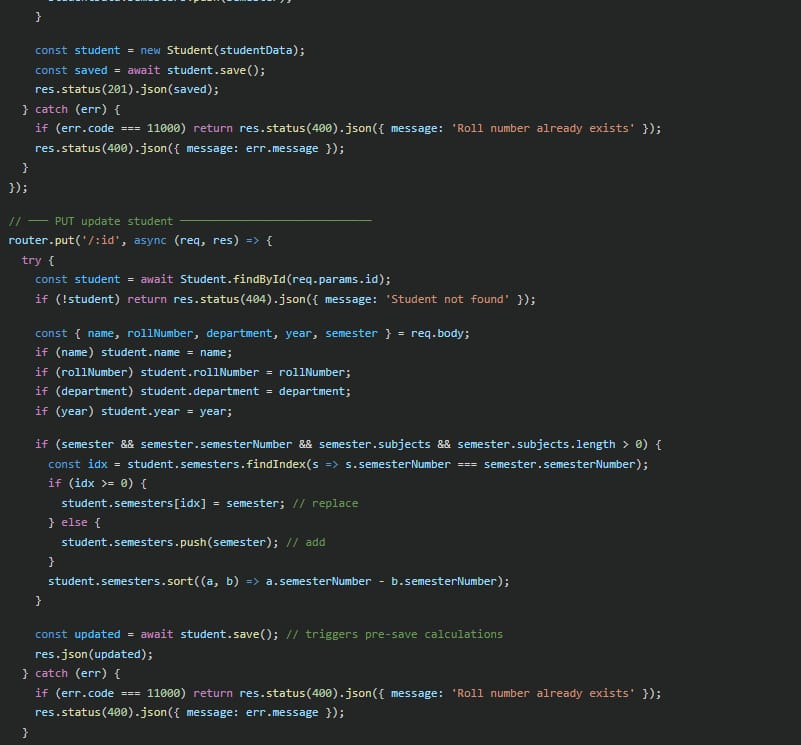 studentData.semesters.push(semester);
    }

    const student = new Student(studentData);
    const saved = await student.save();
    res.status(201).json(saved);
  } catch (err) {
    if (err.code === 11000) return res.status(400).json({ message: 'Roll number already exists' });
    res.status(400).json({ message: err.message });
  }
});

// ─── PUT update student ─────────────────────────────
router.put('/:id', async (req, res) => {
  try {
    const student = await Student.findById(req.params.id);
    if (!student) return res.status(404).json({ message: 'Student not found' });

    const { name, rollNumber, department, year, semester } = req.body;
    if (name) student.name = name;
    if (rollNumber) student.rollNumber = rollNumber;
    if (department) student.department = department;
    if (year) student.year = year;

    if (semester && semester.semesterNumber && semester.subjects && semester.subjects.length > 0) {
      const idx = student.semesters.findIndex(s => s.semesterNumber === semester.semesterNumber);
      if (idx >= 0) {
        student.semesters[idx] = semester; // replace
      } else {
        student.semesters.push(semester); // add
      }
      student.semesters.sort((a, b) => a.semesterNumber - b.semesterNumber);
    }

    const updated = await student.save(); // triggers pre-save calculations
    res.json(updated);
  } catch (err) {
    if (err.code === 11000) return res.status(400).json({ message: 'Roll number already exists' });
    res.status(400).json({ message: err.message });
  }